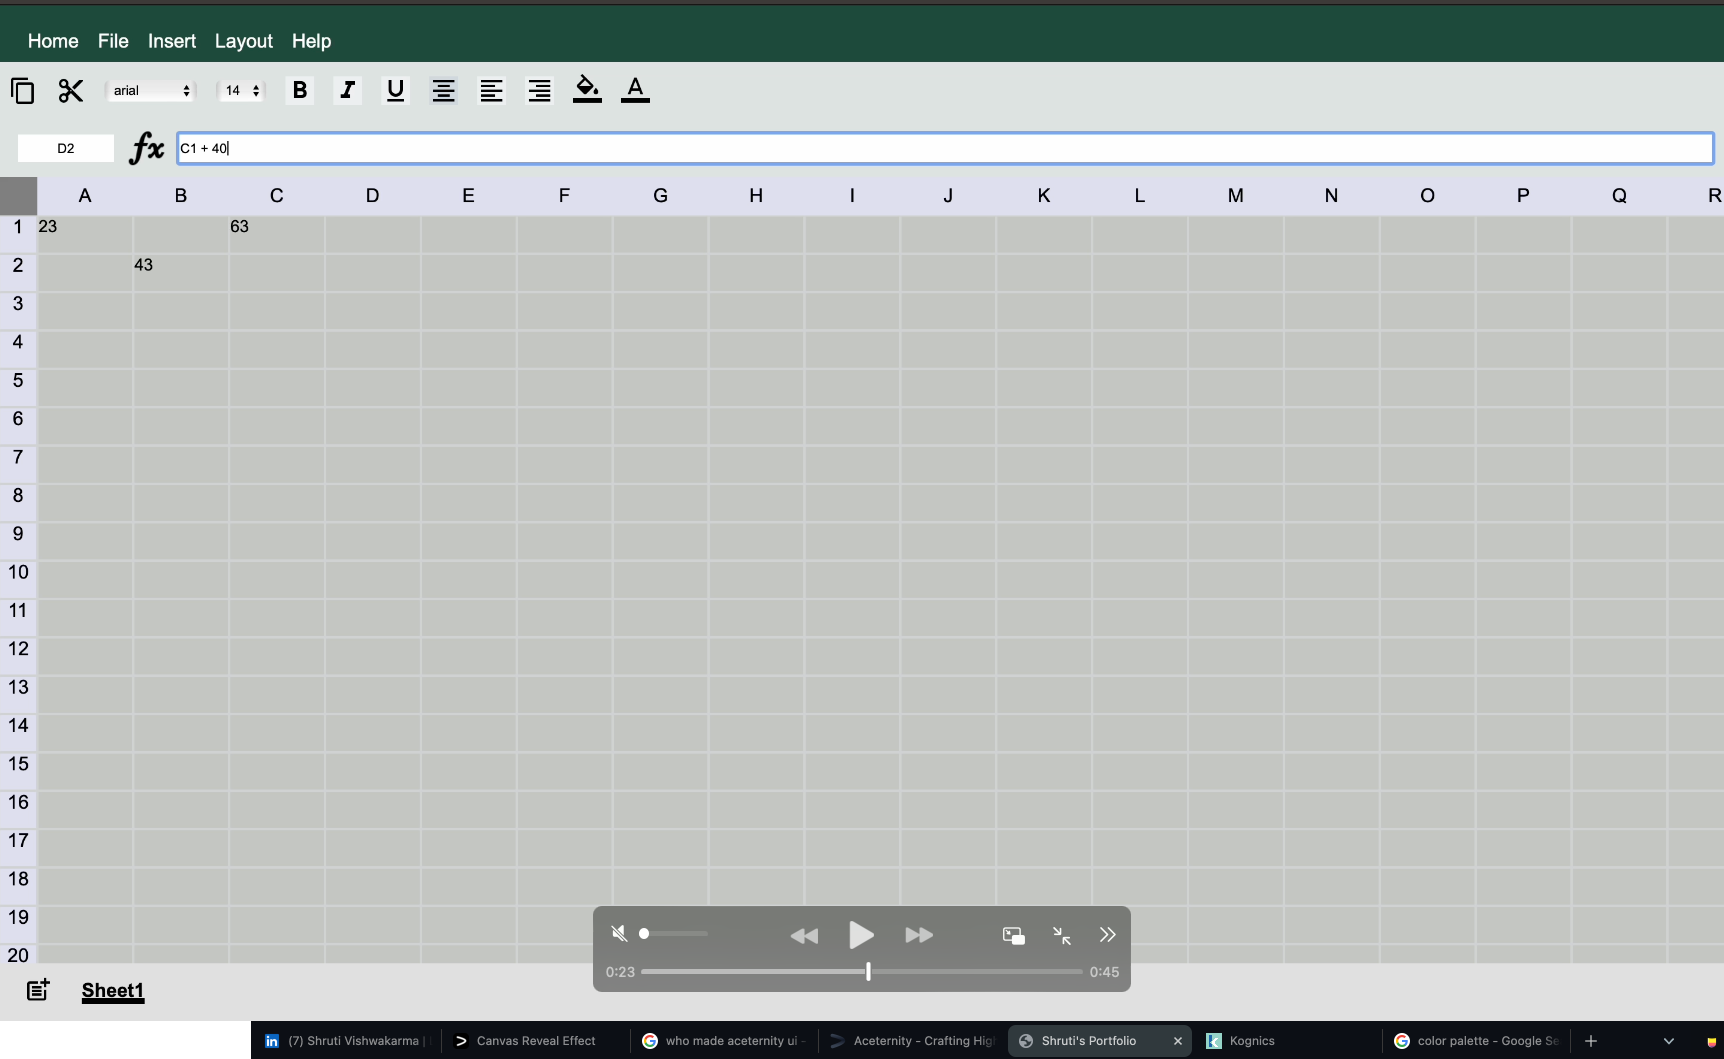 Home File Insert Layout Help
arial 14 B I U A
D2 fx C1 + 40
A B C D E F G H I J K L M N O P Q R
1 23 63
2 43
3
4
5
6
7
8
9
10
11
12
13
14
15
16
17
18
19
20
0:23 0:45
Sheet1
in (7) Shruti Vishwakarma | Canvas Reveal Effect G who made aceternity ui - Aceternity - Crafting Hig Shruti's Portfolio × k Kognics G color palette - Google Se +